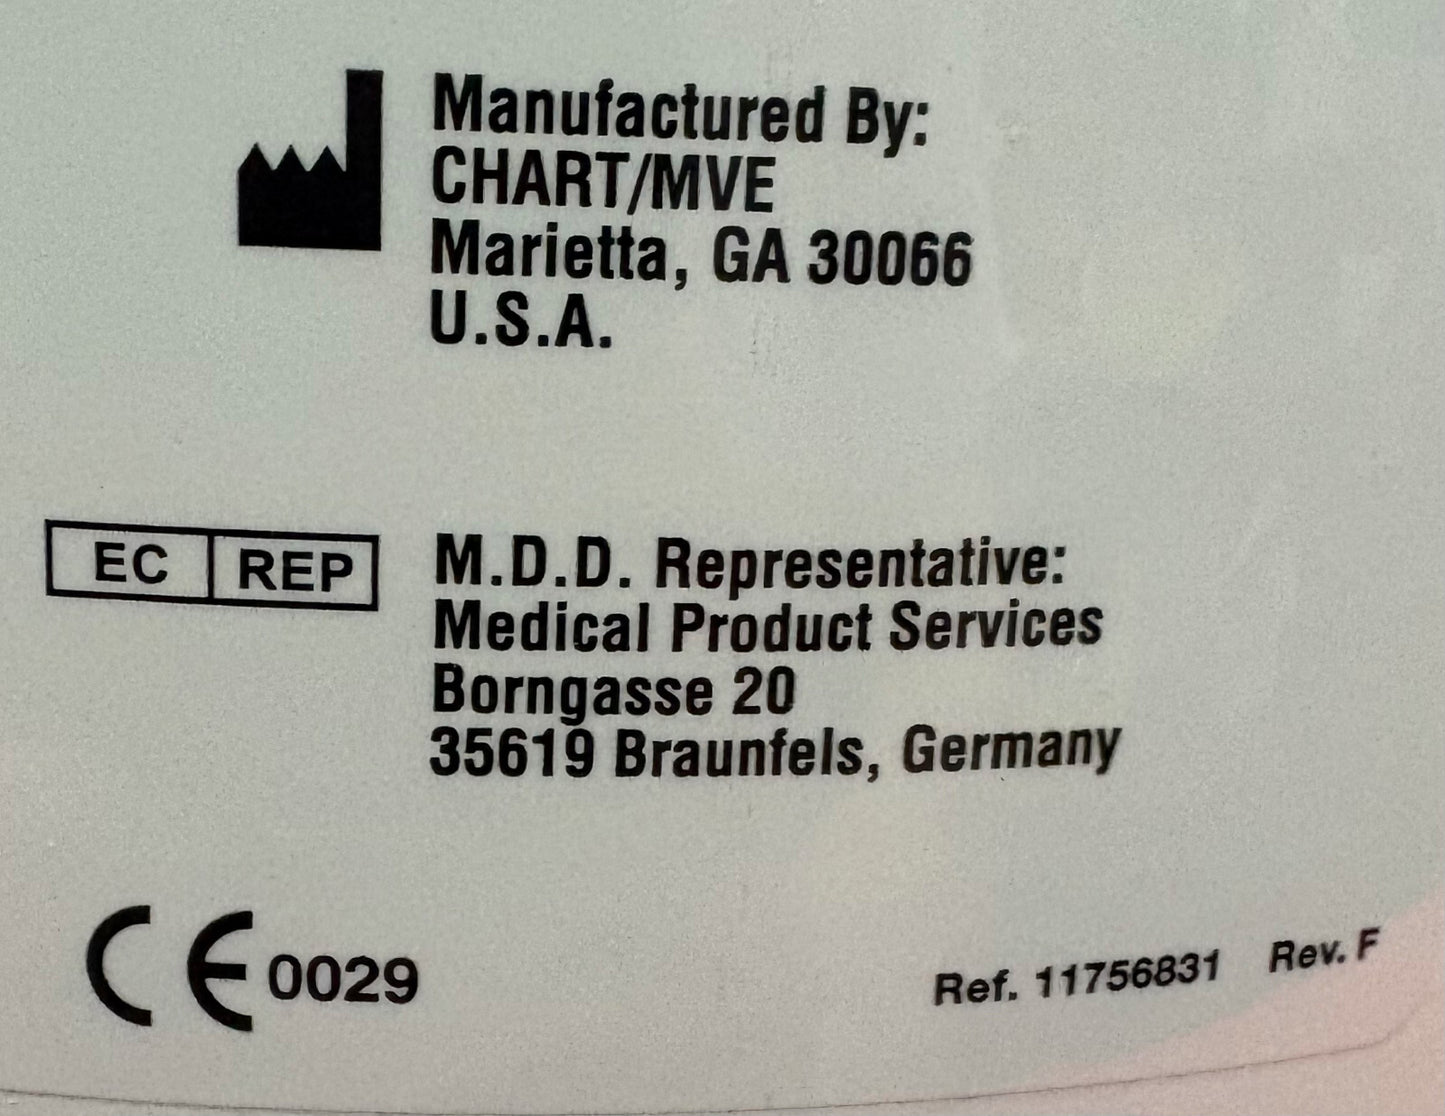 Manufactured By:
CHART/MVE
Marietta, GA 30066
U.S.A.
EC REP
M.D.D. Representative:
Medical Product Services
Borngasse 20
35619 Braunfels, Germany
CE 0029
Ref. 11756831 Rev. F